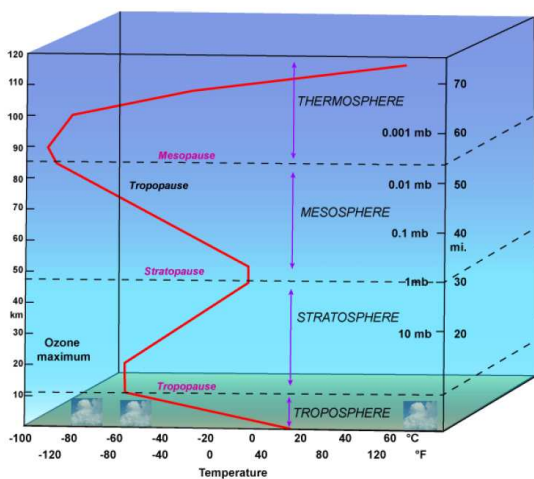 120
110
100
km
90
80
70
60
50
km
40
30
20
10
THERMOSPHERE
0.001 mb
Mesopause
Tropopause
0.01 mb
MESOSPHERE
0.1 mb
Stratopause
1mb
STRATOSPHERE
10 mb
Ozone
maximum
Tropopause
TROPOSPHERE
70
60
50
40
mi.
30
20
-100 -80 -60 -40 -20 0 20 40 60 °C
-120 -80 -40 0 40 80 120 °F
Temperature